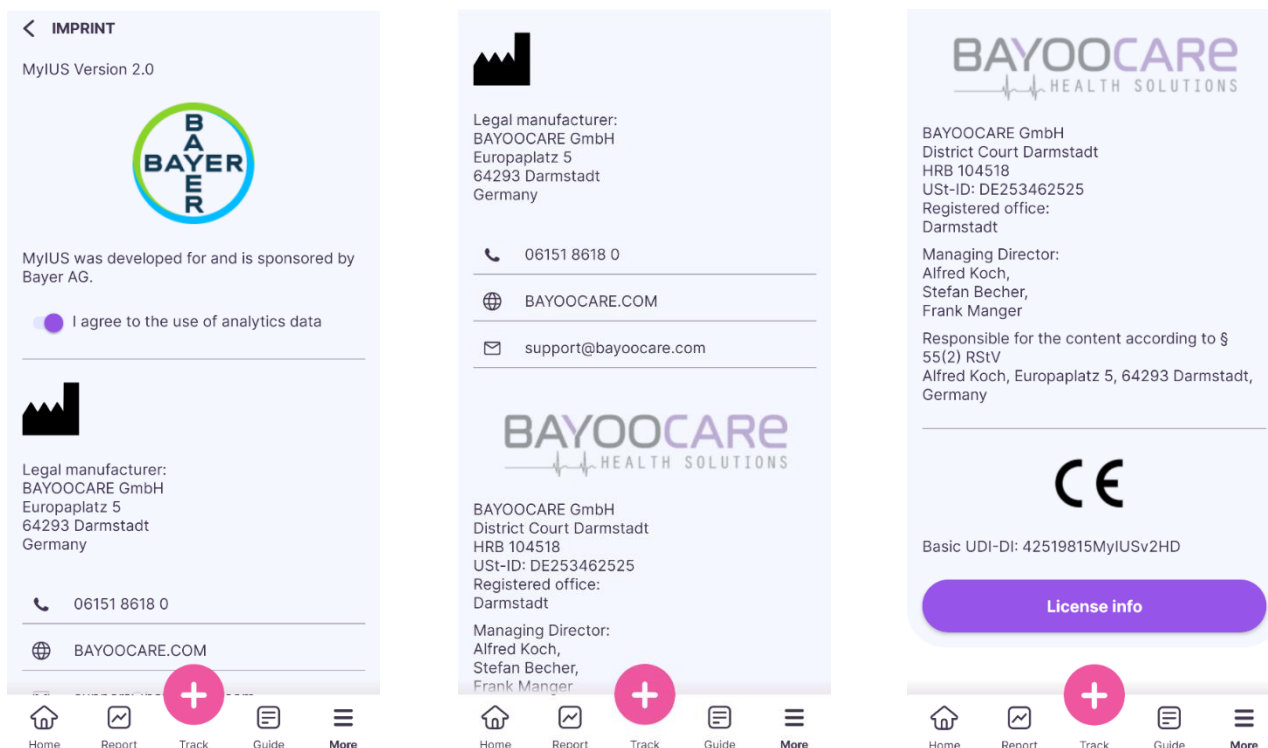 IMPRINT
MyIUS Version 2.0
BAYER
BAYER
MyIUS was developed for and is sponsored by
Bayer AG.
I agree to the use of analytics data
Legal manufacturer:
BAYOOCARE GmbH
Europaplatz 5
64293 Darmstadt
Germany
06151 8618 0
BAYOOCARE.COM
Home
Report
Track
Guide
More
Legal manufacturer:
BAYOOCARE GmbH
Europaplatz 5
64293 Darmstadt
Germany
06151 8618 0
BAYOOCARE.COM
support@bayoocare.com
BAYOOCARE
HEALTH SOLUTIONS
BAYOOCARE GmbH
District Court Darmstadt
HRB 104518
USt-ID: DE253462525
Registered office:
Darmstadt
Managing Director:
Alfred Koch,
Stefan Becher,
Frank Manger
Home
Report
Track
Guide
More
BAYOOCARE
HEALTH SOLUTIONS
BAYOOCARE GmbH
District Court Darmstadt
HRB 104518
USt-ID: DE253462525
Registered office:
Darmstadt
Managing Director:
Alfred Koch,
Stefan Becher,
Frank Manger
Responsible for the content according to §
55(2) RStV
Alfred Koch, Europaplatz 5, 64293 Darmstadt,
Germany
CE
Basic UDI-DI: 42519815MyIUSv2HD
License info
Home
Report
Track
Guide
More